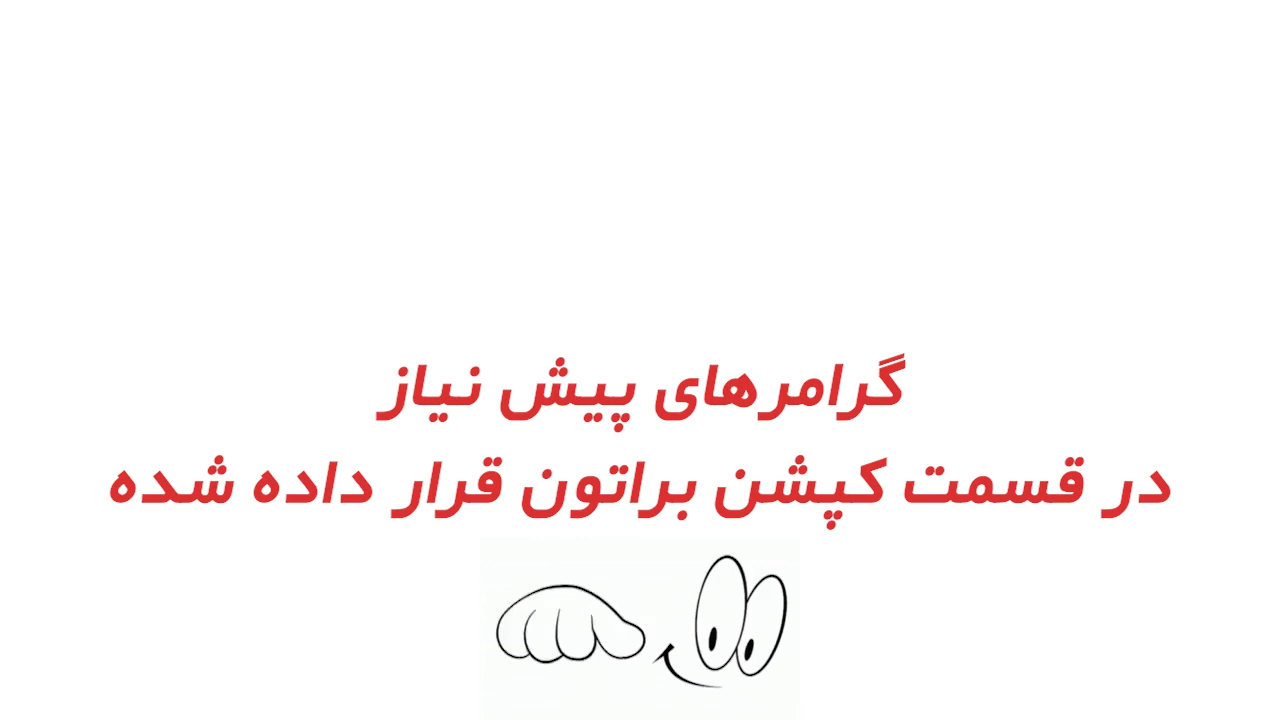 گرامرهای پیش نیاز
در قسمت کپشن براتون قرار داده شده